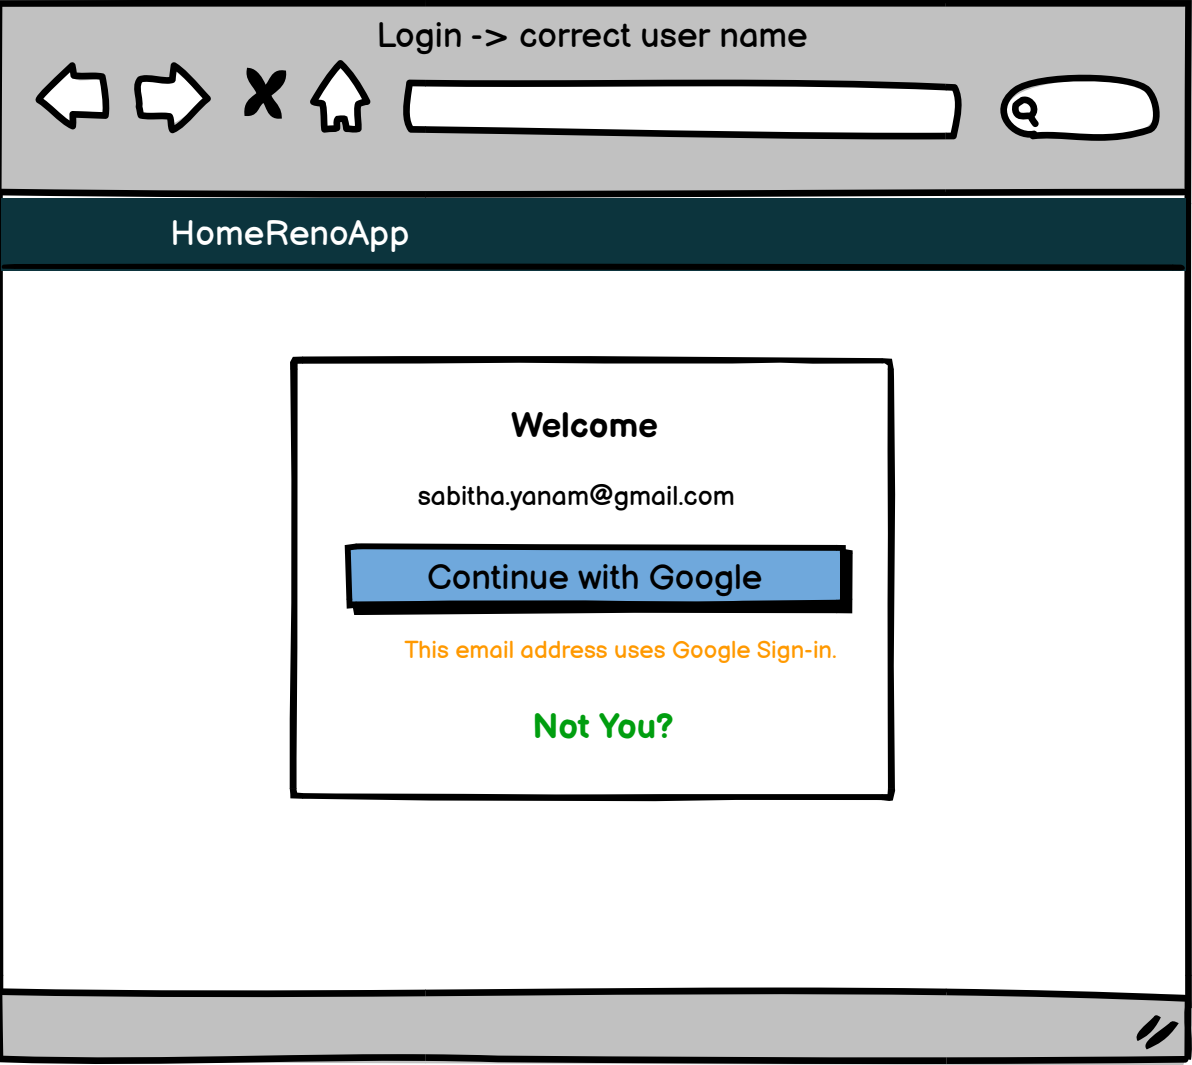 Login -> correct user name
HomeRenoApp
Welcome
sabitha.yanam@gmail.com
Continue with Google
This email address uses Google Sign-in.
Not You?